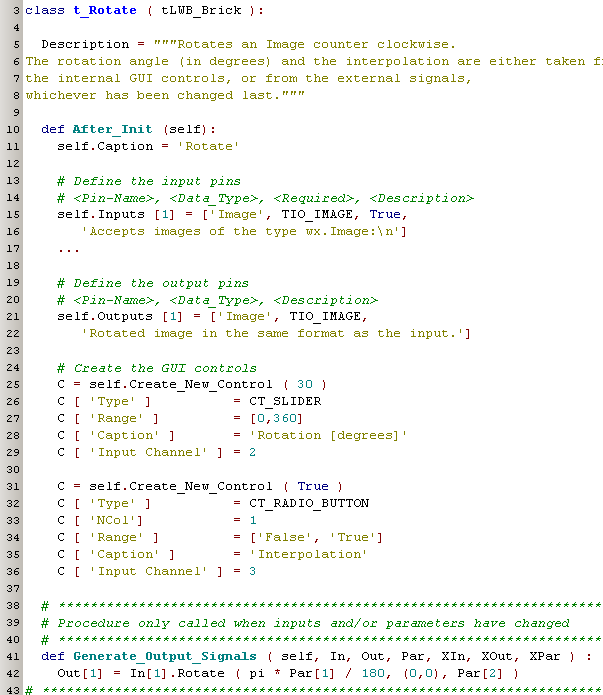 3 class t_Rotate ( tLWB_Brick ):
4
5   Description = """Rotates an Image counter clockwise.
6 The rotation angle (in degrees) and the interpolation are either taken f
7 the internal GUI controls, or from the external signals,
8 whichever has been changed last."""
9
10   def After_Init (self):
11     self.Caption = 'Rotate'
12
13     # Define the input pins
14     # <Pin-Name>, <Data_Type>, <Required>, <Description>
15     self.Inputs [1] = ['Image', TIO_IMAGE, True,
16        'Accepts images of the type wx.Image:\n']
17     ...
18
19     # Define the output pins
20     # <Pin-Name>, <Data_Type>, <Description>
21     self.Outputs [1] = ['Image', TIO_IMAGE,
22        'Rotated image in the same format as the input.']
23
24     # Create the GUI controls
25     C = self.Create_New_Control ( 30 )
26     C [ 'Type' ]          = CT_SLIDER
27     C [ 'Range' ]         = [0,360]
28     C [ 'Caption' ]       = 'Rotation [degrees]'
29     C [ 'Input Channel' ] = 2
30
31     C = self.Create_New_Control ( True )
32     C [ 'Type' ]          = CT_RADIO_BUTTON
33     C [ 'NCol']           = 1
34     C [ 'Range' ]         = ['False', 'True']
35     C [ 'Caption' ]       = 'Interpolation'
36     C [ 'Input Channel' ] = 3
37
38   # ********************************************************************
39   # Procedure only called when inputs and/or parameters have changed
40   # ********************************************************************
41   def Generate_Output_Signals ( self, In, Out, Par, XIn, XOut, XPar ) :
42     Out[1] = In[1].Rotate ( pi * Par[1] / 180, (0,0), Par[2] )
43 # **********************************************************************